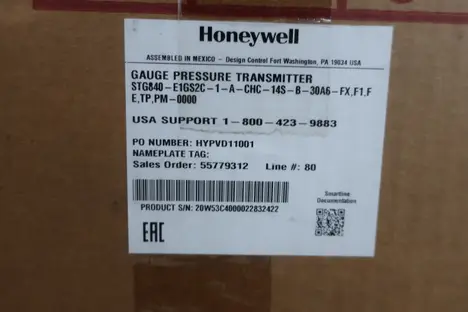 Honeywell
ASSEMBLED IN MEXICO - Design Control Fort Washington, PA 19034 USA
GAUGE PRESSURE TRANSMITTER
STG840-E1GS2C-1-A-CHC-14S-B-30A6-FX,F1,F
E,TP,PM-0000
USA SUPPORT 1-800-423-9883
PO NUMBER: HYPVD11001
NAMEPLATE TAG:
Sales Order: 55779312 Line #: 80
Smartline
Documentation
PRODUCT S/N: 20W53C4000022832422
EAC